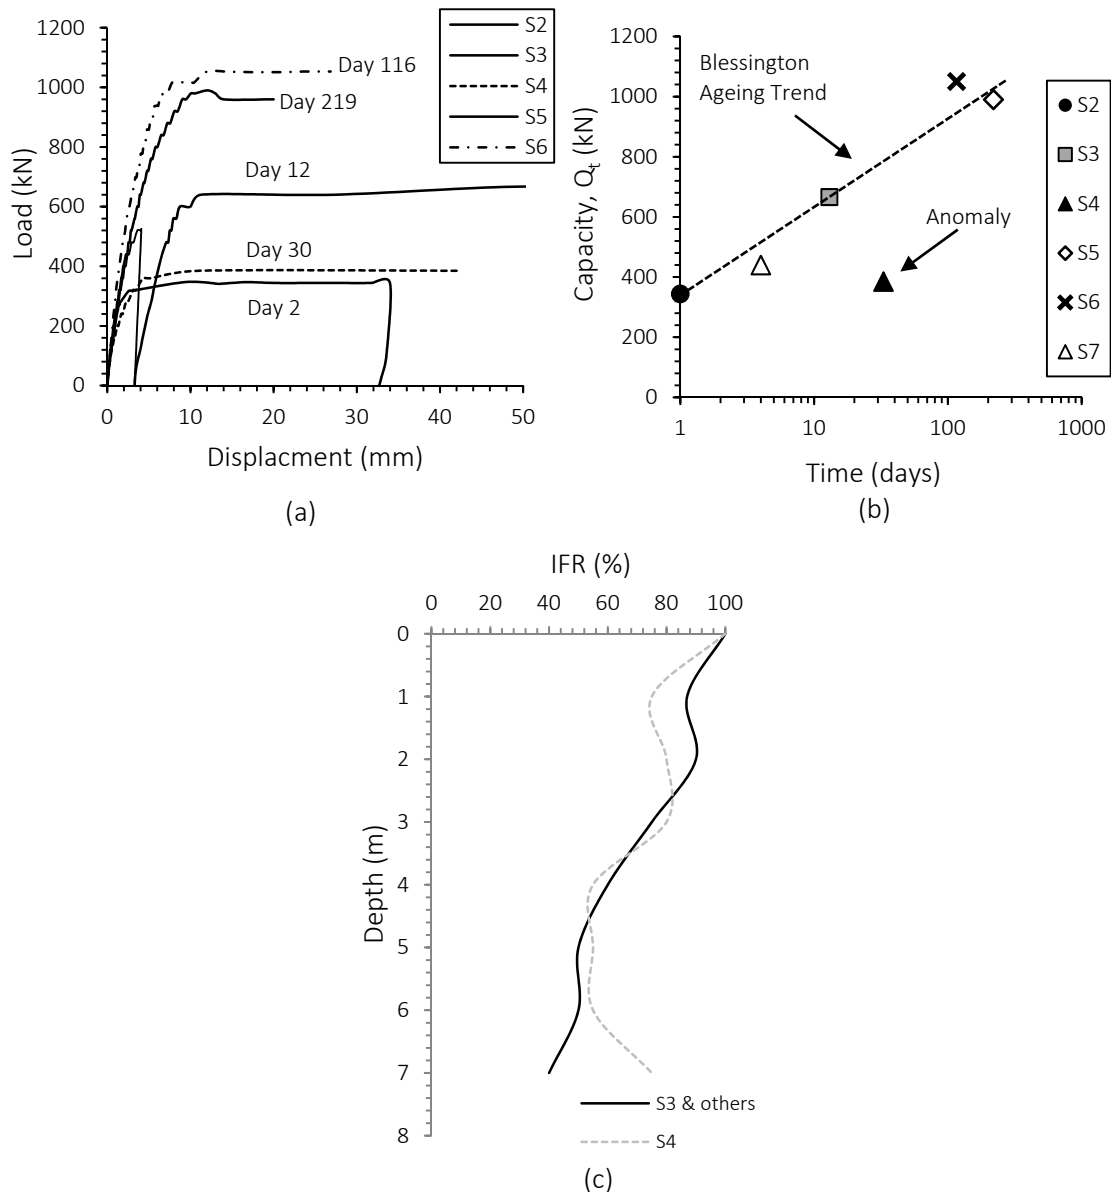 1200
1000
800
600
400
200
0
0
10
20
30
40
50
Load (kN)
Displacment (mm)
Day 116
Day 219
Day 12
Day 30
Day 2
S2
S3
S4
S5
S6
(a)
1200
1000
800
600
400
200
0
1
10
100
1000
Capacity, Qt (kN)
Time (days)
Blessington
Ageing Trend
Anomaly
S2
S3
S4
S5
S6
S7
(b)
IFR (%)
0 20 40 60 80 100
0
1
2
3
4
5
6
7
8
Depth (m)
S3 & others
S4
(c)